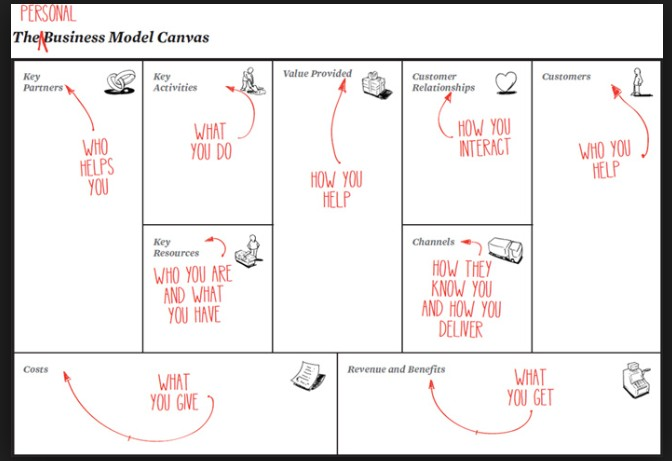 PERSONAL
The Business Model Canvas
Key
Partners
WHO
HELPS
YOU
Key
Activities
WHAT
YOU DO
Key
Resources
WHO YOU ARE
AND WHAT
YOU HAVE
Value Provided
HOW YOU
HELP
Customer
Relationships
HOW YOU
INTERACT
Channels
HOW THEY
KNOW YOU
AND HOW YOU
DELIVER
Customers
WHO YOU
HELP
Costs
WHAT
YOU GIVE
Revenue and Benefits
WHAT
YOU GET